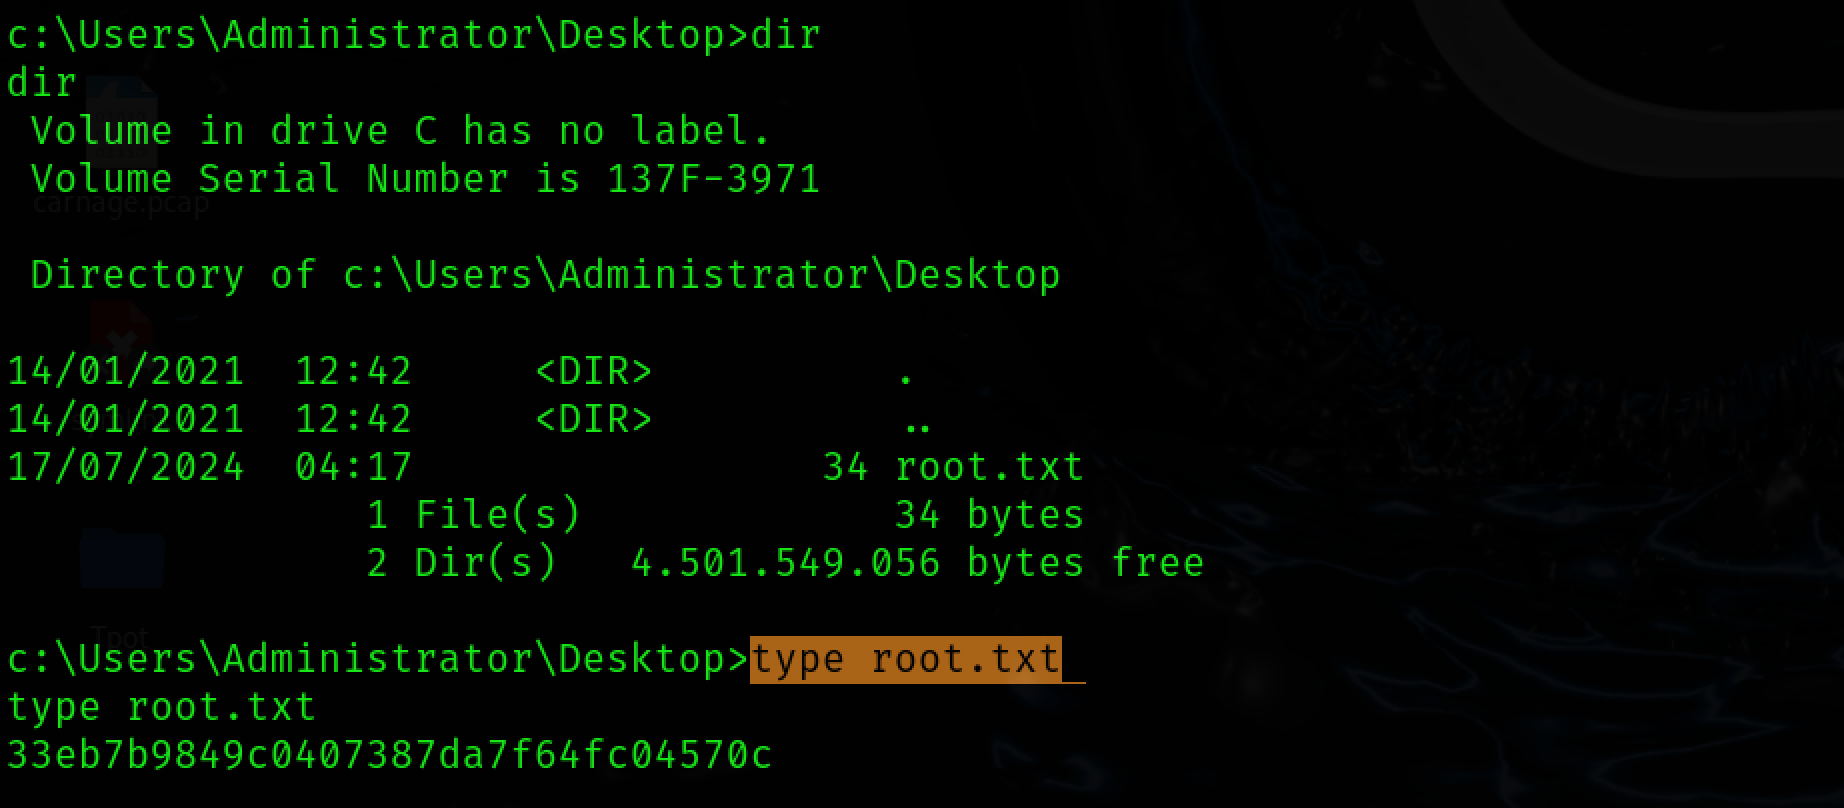 c:\Users\Administrator\Desktop>dir
dir
 Volume in drive C has no label.
 Volume Serial Number is 137F-3971
carnage.pcap
 Directory of c:\Users\Administrator\Desktop
14/01/2021  12:42    <DIR>          .
14/01/2021  12:42    <DIR>          ..
17/07/2024  04:17                34 root.txt
               1 File(s)             34 bytes
               2 Dir(s)   4.501.549.056 bytes free
Tpot
c:\Users\Administrator\Desktop>type root.txt
type root.txt
33eb7b9849c0407387da7f64fc04570c